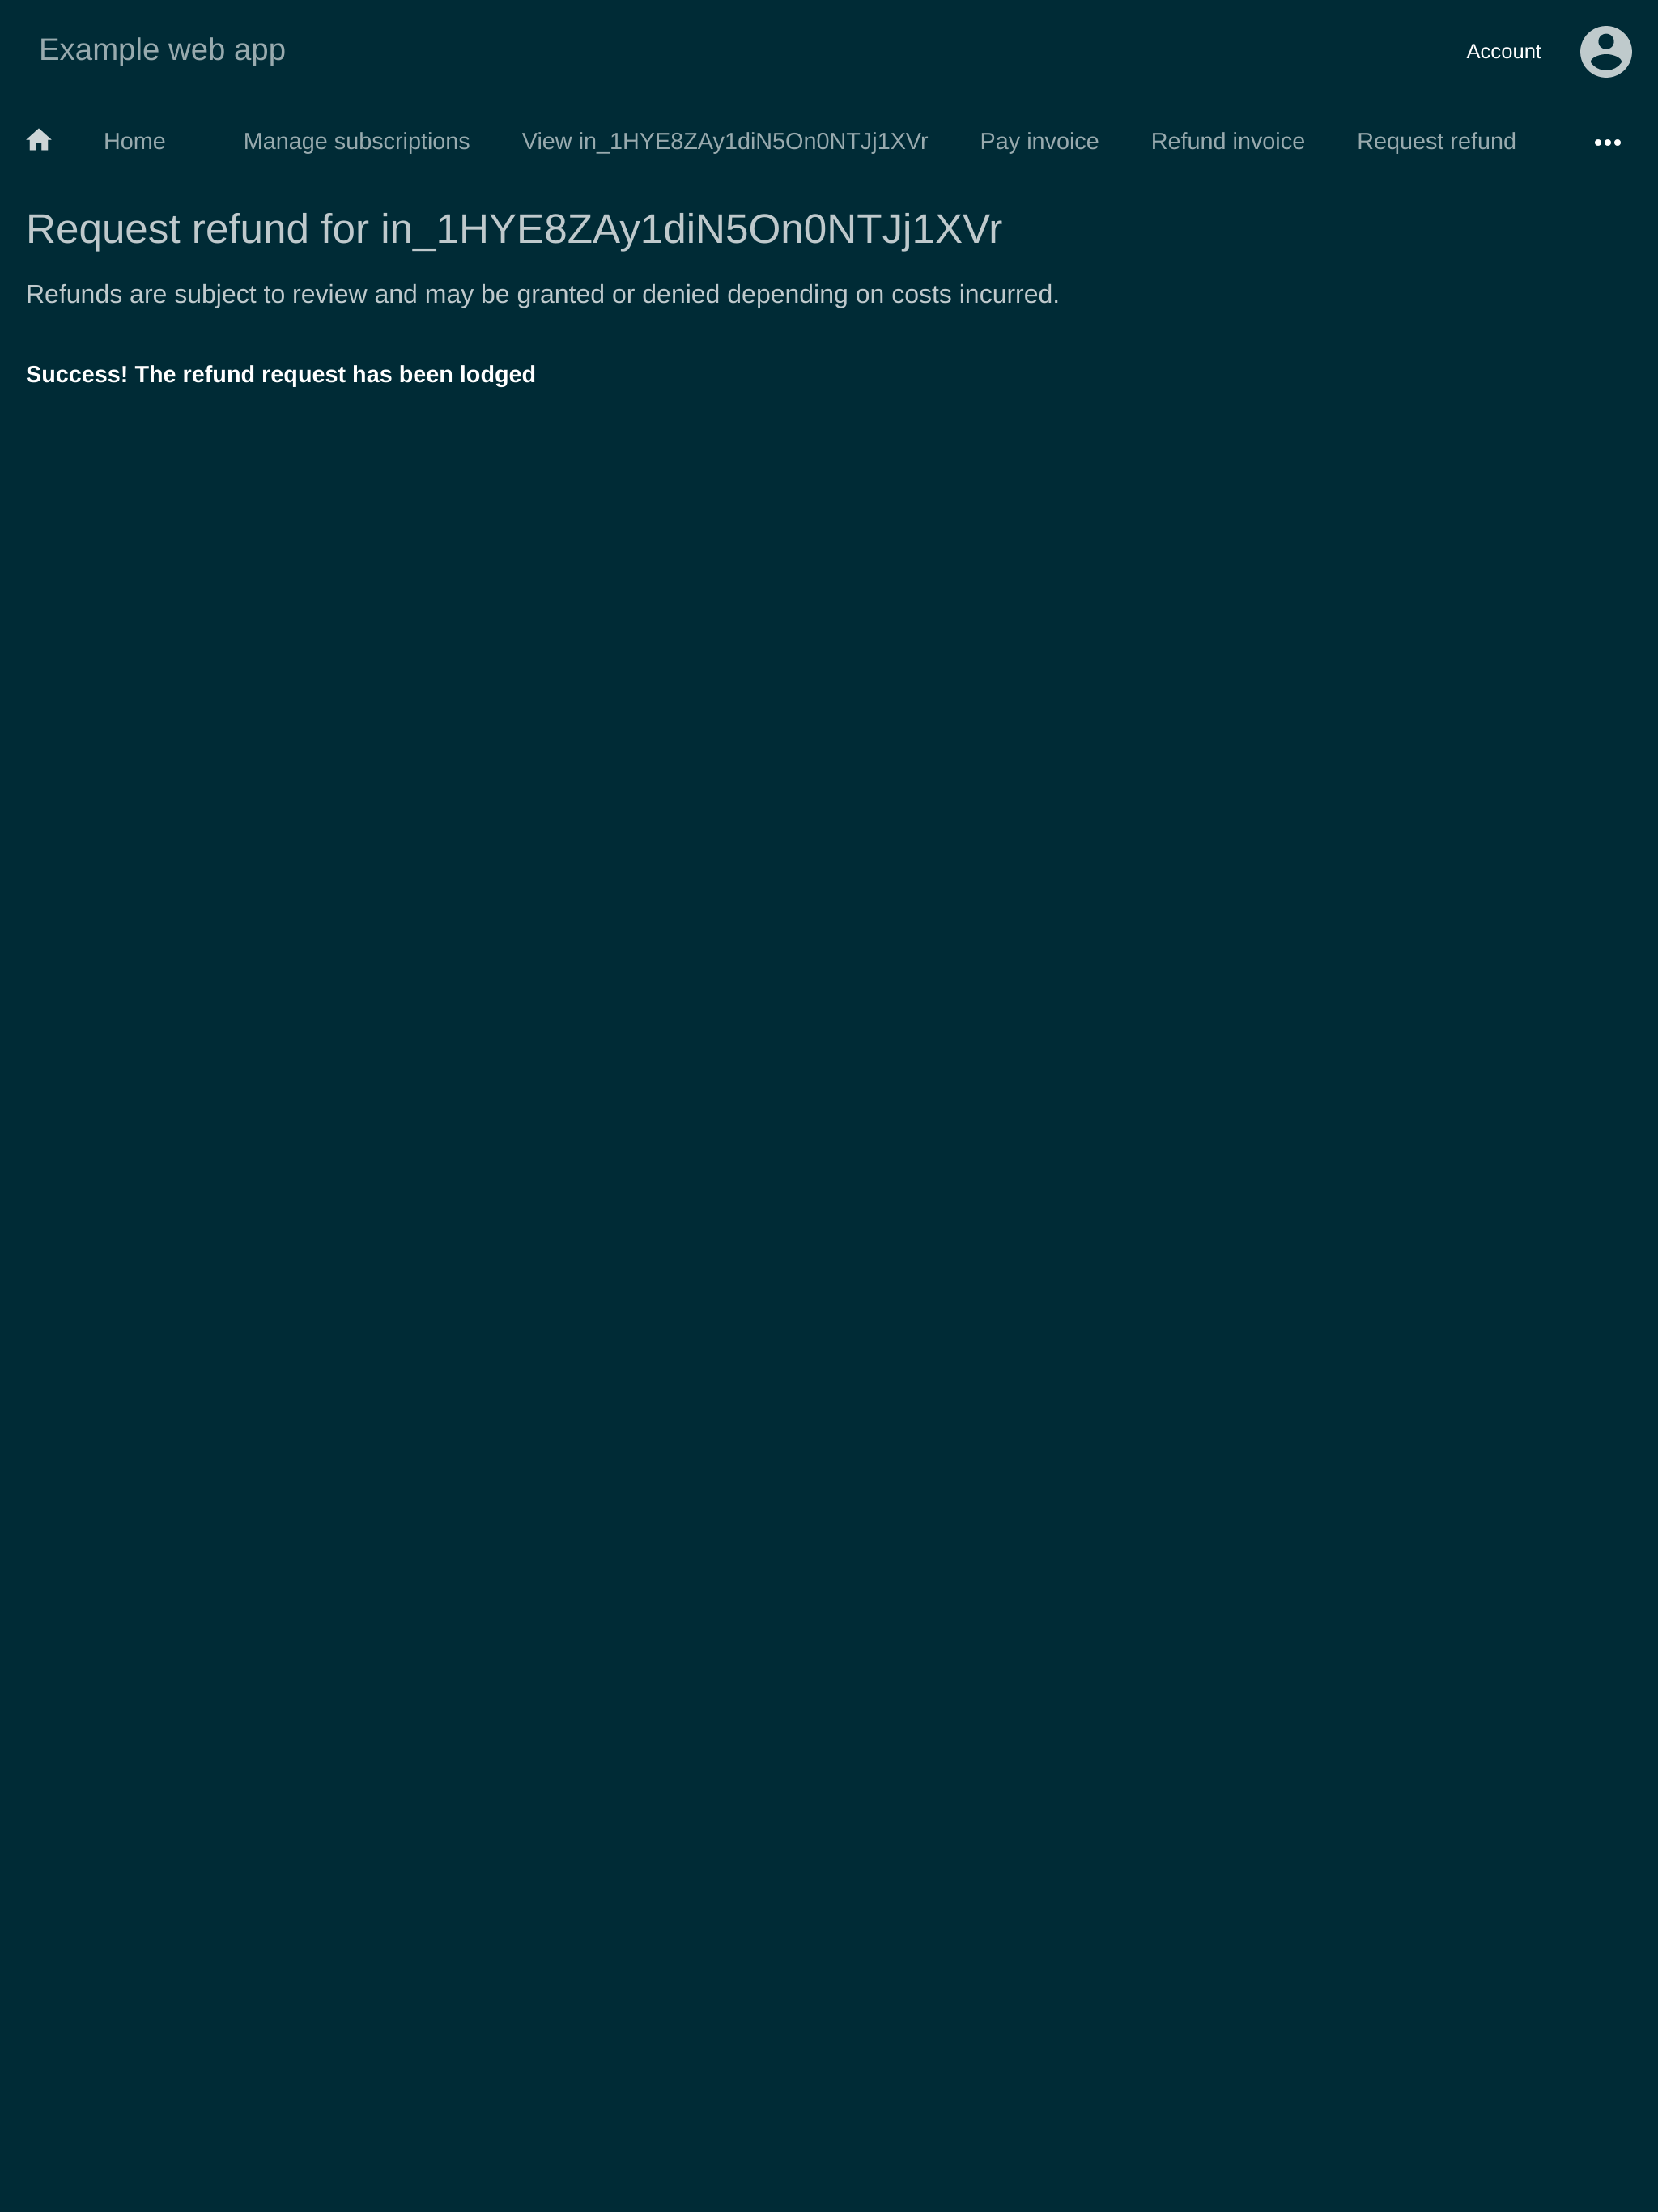 Example web app
Account
Home Manage subscriptions View in_1HYE8ZAy1diN5On0NTJj1XVr Pay invoice Refund invoice Request refund
Request refund for in_1HYE8ZAy1diN5On0NTJj1XVr
Refunds are subject to review and may be granted or denied depending on costs incurred.
Success! The refund request has been lodged